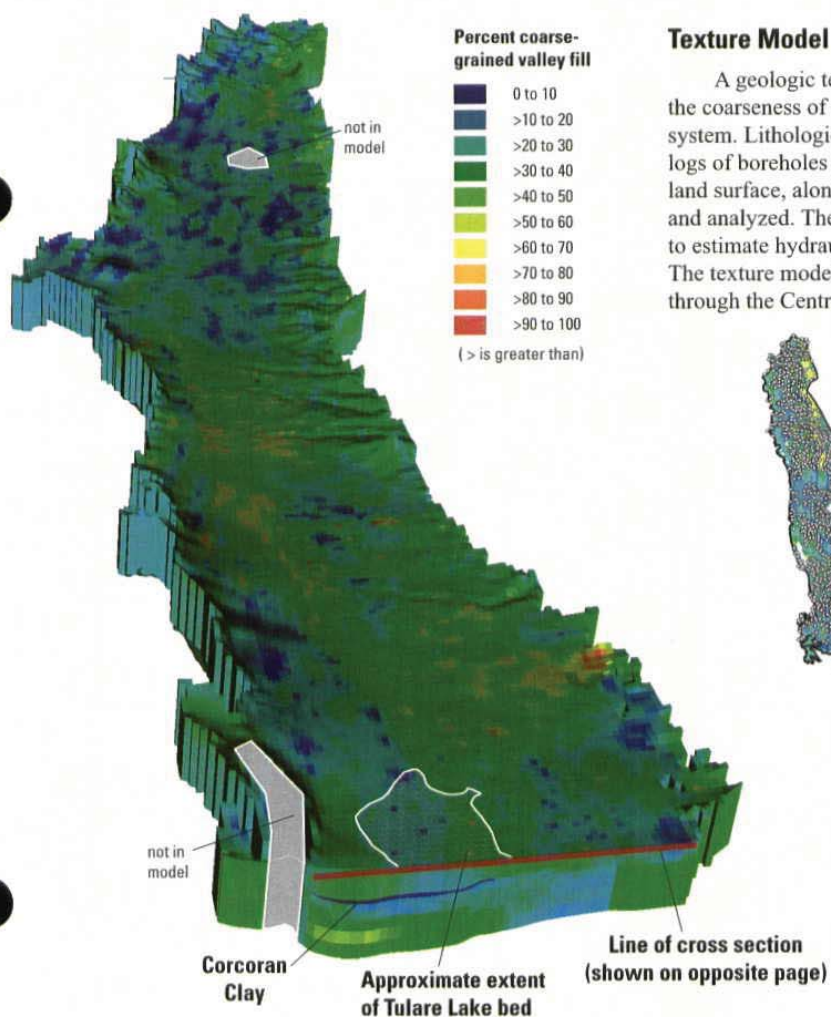 Percent coarse-
grained valley fill
0 to 10
>10 to 20
>20 to 30
>30 to 40
>40 to 50
>50 to 60
>60 to 70
>70 to 80
>80 to 90
>90 to 100
( > is greater than)
not in
model
not in
model
Corcoran
Clay
Approximate extent
of Tulare Lake bed
Line of cross section
(shown on opposite page)
Texture Model
A geologic te
the coarseness of
system. Lithologi
logs of boreholes
land surface, alon
and analyzed. The
to estimate hydrau
The texture mode
through the Centr